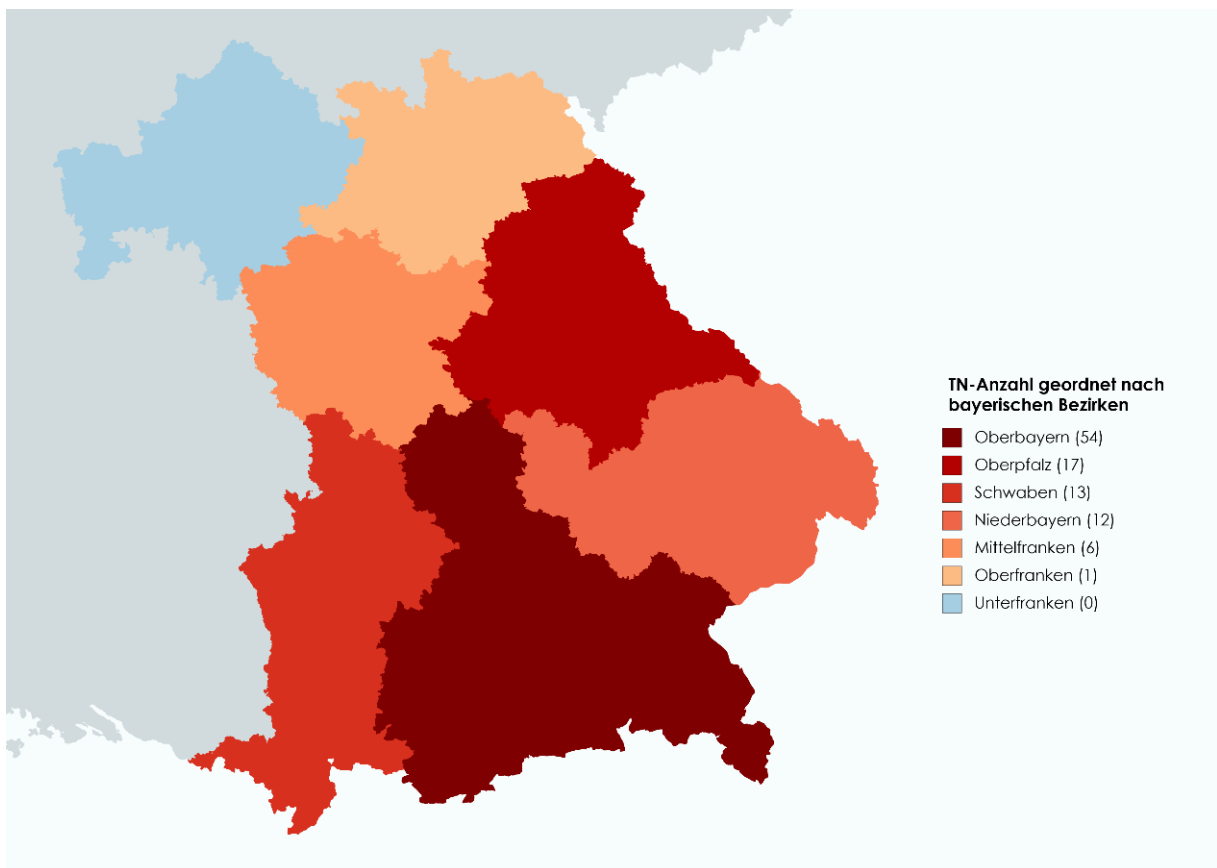 TN-Anzahl geordnet nach
bayerischen Bezirken
Oberbayern (54)
Oberpfalz (17)
Schwaben (13)
Niederbayern (12)
Mittelfranken (6)
Oberfranken (1)
Unterfranken (0)